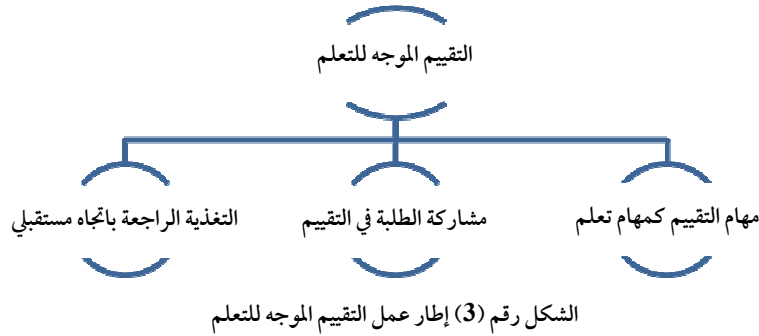 التقييم الموجه للتعلم
مهام التقييم كمهام تعلم
مشاركة الطلبة في التقييم
التغذية الراجعة باتجاه مستقبلي
الشكل رقم (3) إطار عمل التقييم الموجه للتعلم